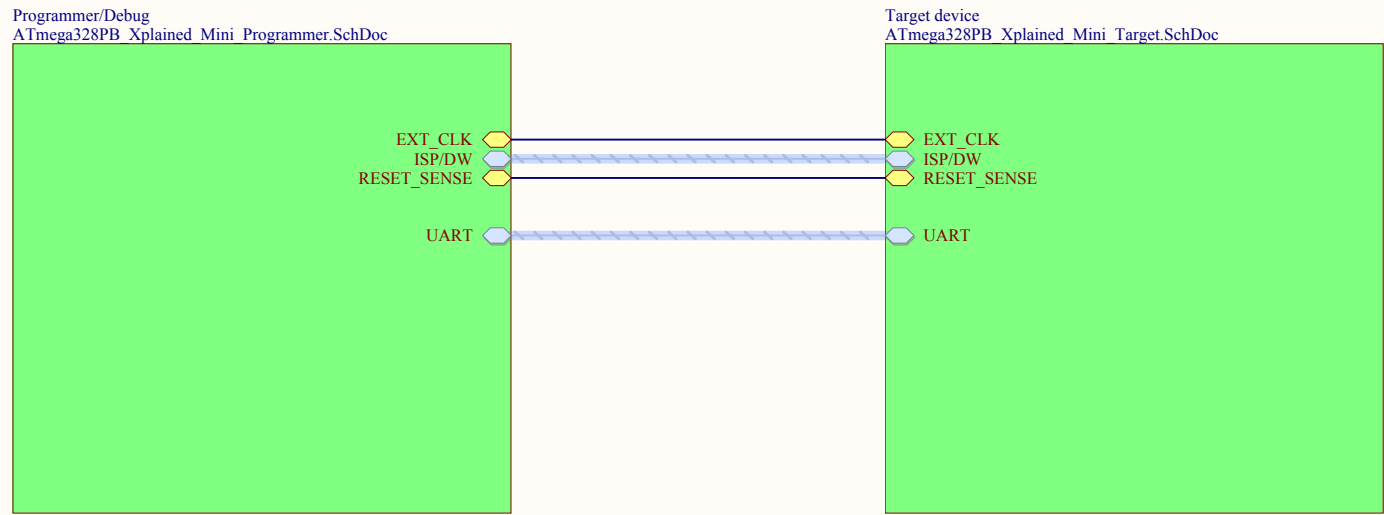 Programmer/Debug
ATmega328PB_Xplained_Mini_Programmer.SchDoc
EXT_CLK
ISP/DW
RESET_SENSE
UART
Target device
ATmega328PB_Xplained_Mini_Target.SchDoc
EXT_CLK
ISP/DW
RESET_SENSE
UART